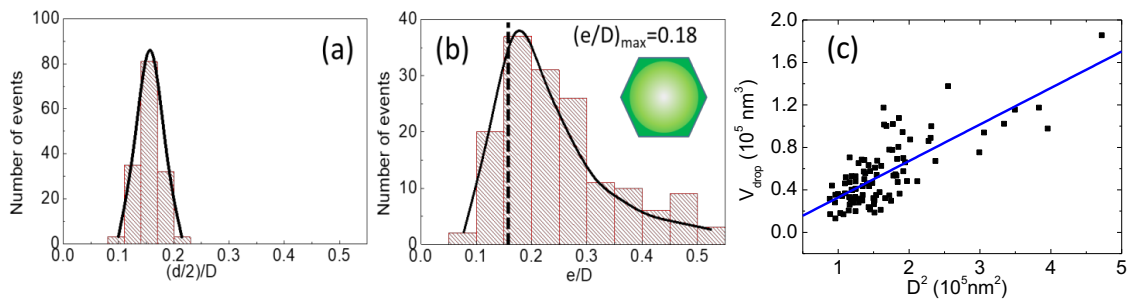 (a)
Number of events
100
80
60
40
20
0
0.0 0.1 0.2 0.3 0.4 0.5
(d/2)/D
(b)
(e/D)max=0.18
Number of events
40
30
20
10
0
0.0 0.1 0.2 0.3 0.4 0.5
e/D
(c)
Vdrop (10⁵ nm³)
2.0
1.6
1.2
0.8
0.4
0.0
1 2 3 4 5
D² (10⁵nm²)